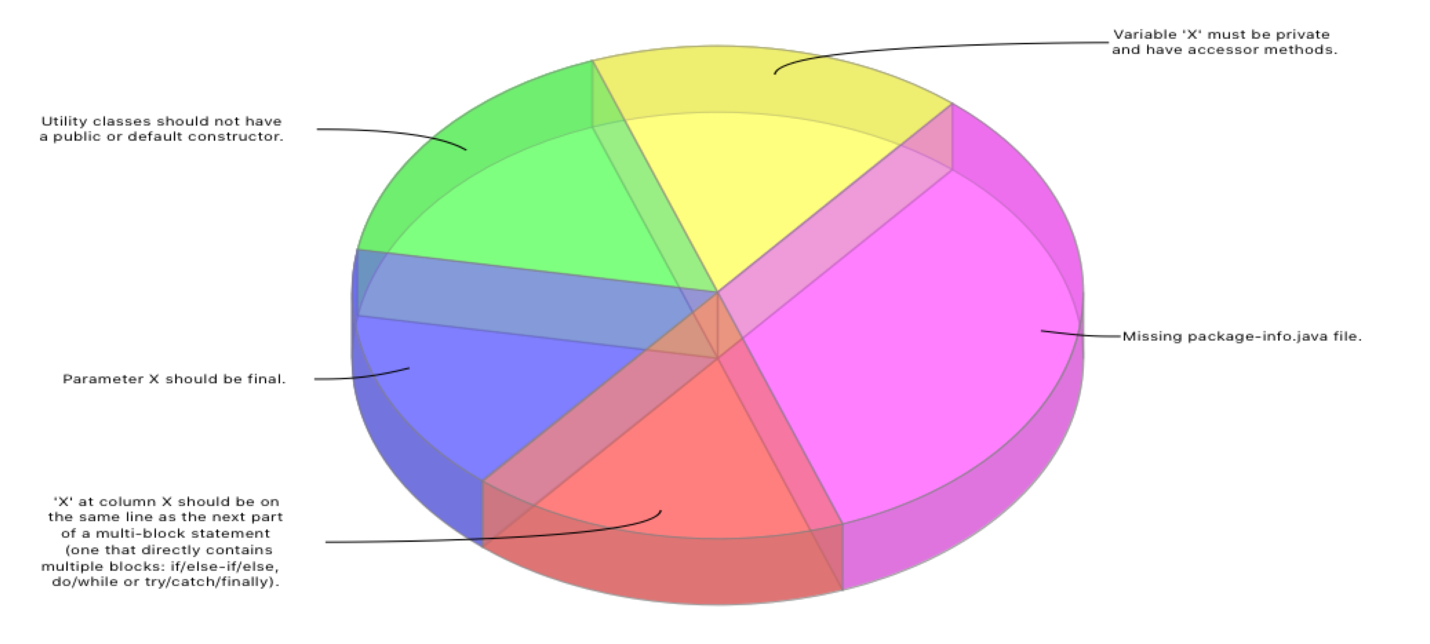 Variable 'X' must be private
and have accessor methods.
Utility classes should not have
a public or default constructor.
Missing package-info.java file.
Parameter X should be final.
'X' at column X should be on
the same line as the next part
of a multi-block statement
(one that directly contains
multiple blocks: if/else-if/else,
do/while or try/catch/finally).